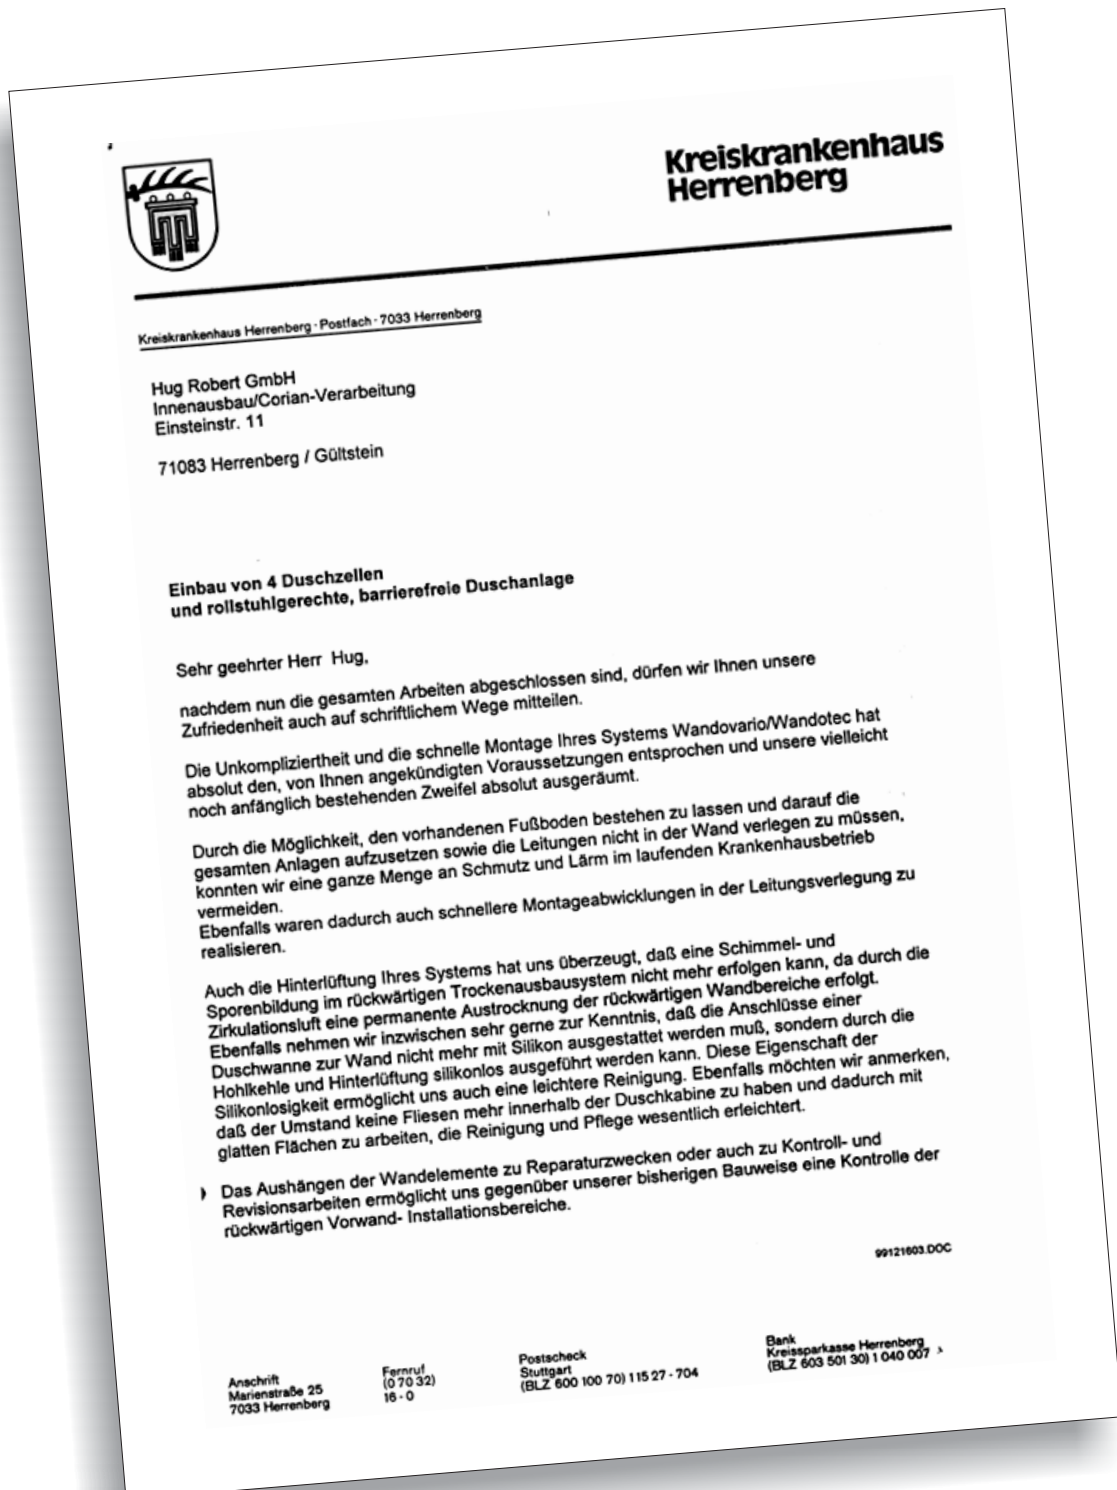 Kreiskrankenhaus
Herrenberg
Kreiskrankenhaus Herrenberg · Postfach · 7033 Herrenberg
Hug Robert GmbH
Innenausbau/Corian-Verarbeitung
Einsteinstr. 11
71083 Herrenberg / Gültstein
Einbau von 4 Duschzellen
und rollstuhlgerechte, barrierefreie Duschanlage
Sehr geehrter Herr Hug,
nachdem nun die gesamten Arbeiten abgeschlossen sind, dürfen wir Ihnen unsere
Zufriedenheit auch auf schriftlichem Wege mitteilen.
Die Unkompliziertheit und die schnelle Montage Ihres Systems Wandovario/Wandotec hat
absolut den, von Ihnen angekündigten Voraussetzungen entsprochen und unsere vielleicht
noch anfänglich bestehenden Zweifel absolut ausgeräumt.
Durch die Möglichkeit, den vorhandenen Fußboden bestehen zu lassen und darauf die
gesamten Anlagen aufzusetzen sowie die Leitungen nicht in der Wand verlegen zu müssen,
konnten wir eine ganze Menge an Schmutz und Lärm im laufenden Krankenhausbetrieb
vermeiden.
Ebenfalls waren dadurch auch schnellere Montageabwicklungen in der Leitungsverlegung zu
realisieren.
Auch die Hinterlüftung Ihres Systems hat uns überzeugt, daß eine Schimmel- und
Sporenbildung im rückwärtigen Trockenausbausystem nicht mehr erfolgen kann, da durch die
Zirkulationsluft eine permanente Austrocknung der rückwärtigen Wandbereiche erfolgt.
Ebenfalls nehmen wir inzwischen sehr gerne zur Kenntnis, daß die Anschlüsse einer
Duschwanne zur Wand nicht mehr mit Silikon ausgestattet werden muß, sondern durch die
Hohlkehle und Hinterlüftung silikonlos ausgeführt werden kann. Diese Eigenschaft der
Silikonlosigkeit ermöglicht uns auch eine leichtere Reinigung. Ebenfalls möchten wir anmerken,
daß der Umstand keine Fliesen mehr innerhalb der Duschkabine zu haben und dadurch mit
glatten Flächen zu arbeiten, die Reinigung und Pflege wesentlich erleichtert.
Das Aushängen der Wandelemente zu Reparaturzwecken oder auch zu Kontroll- und
Revisionsarbeiten ermöglicht uns gegenüber unserer bisherigen Bauweise eine Kontrolle der
rückwärtigen Vorwand- Installationsbereiche.
99121603.DOC
Anschrift
Marienstraße 25
7033 Herrenberg
Fernruf
(0 70 32)
16 - 0
Postscheck
Stuttgart
(BLZ 600 100 70) 115 27 - 704
Bank
Kreissparkasse Herrenberg
(BLZ 603 501 30) 1 040 007